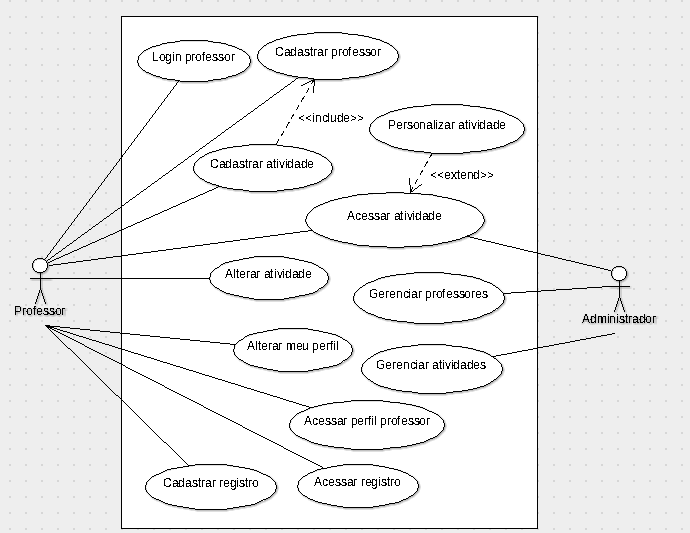 Login professor
Cadastrar professor
<<include>>
Personalizar atividade
Cadastrar atividade
<<extend>>
Acessar atividade
Alterar atividade
Gerenciar professores
Professor
Administrador
Alterar meu perfil
Gerenciar atividades
Acessar perfil professor
Cadastrar registro
Acessar registro